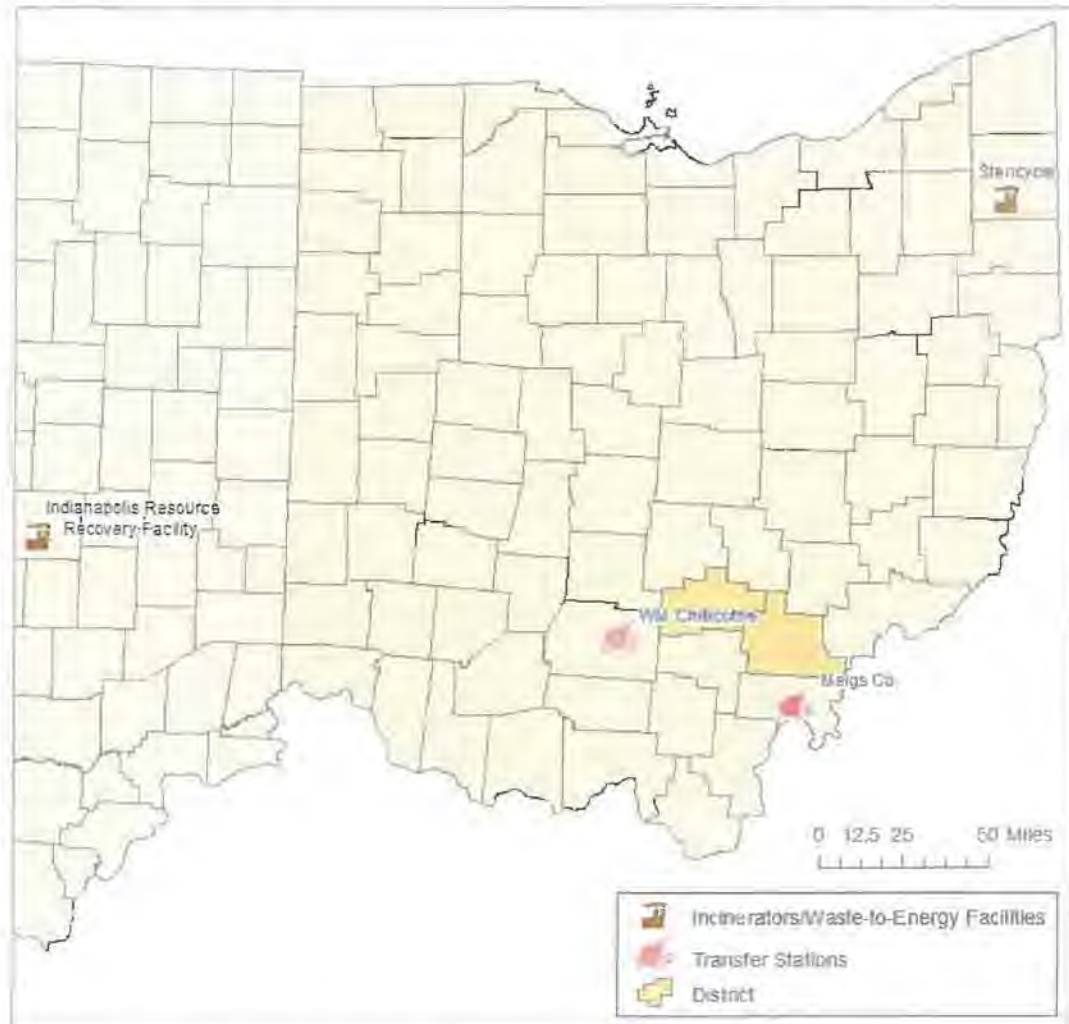 Stericycle
Indianapolis Resource
Recovery Facility
WM Chillicothe
Meigs Co.
0 12.5 25 50 Miles
Incinerators/Waste-to-Energy Facilities
Transfer Stations
District